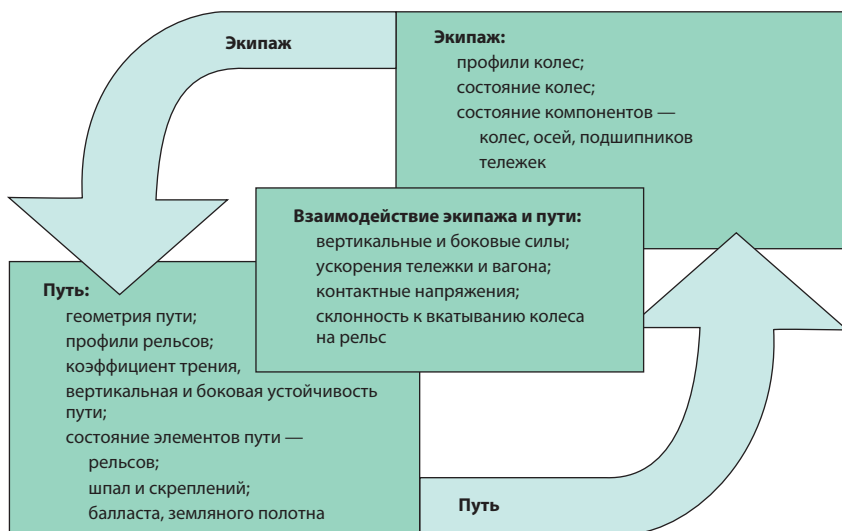 Экипаж
Экипаж:
профили колес;
состояние колес;
состояние компонентов —
колес, осей, подшипников
тележек
Взаимодействие экипажа и пути:
вертикальные и боковые силы;
ускорения тележки и вагона;
контактные напряжения;
склонность к вкатыванию колеса
на рельс
Путь:
геометрия пути;
профили рельсов;
коэффициент трения,
вертикальная и боковая устойчивость
пути;
состояние элементов пути —
рельсов;
шпал и скреплений;
балласта, земляного полотна
Путь